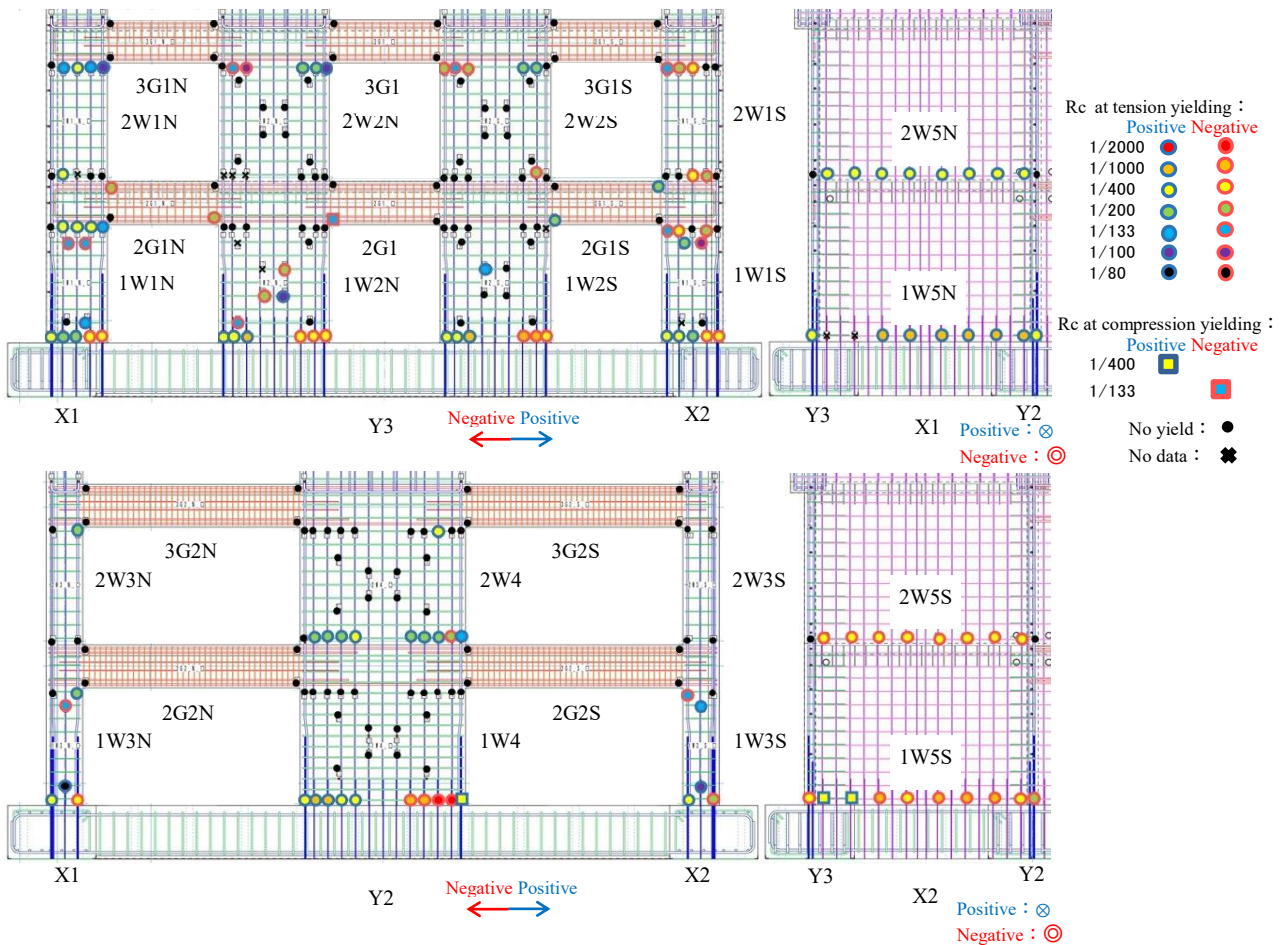 3G1N
3G1
3G1S
2W1N
2W2N
2W2S
2W1S
2G1N
2G1
2G1S
1W1N
1W2N
1W2S
1W1S
X1
Y3
X2
Negative Positive
2W5N
1W5N
Y3
X1
Y2
Positive：⊗
Negative：◎
Rc at tension yielding：
Positive Negative
1/2000
1/1000
1/400
1/200
1/133
1/100
1/80
Rc at compression yielding：
Positive Negative
1/400
1/133
No yield：
No data：
3G2N
3G2S
2W3N
2W4
2W3S
2G2N
2G2S
1W3N
1W4
1W3S
X1
Y2
X2
Negative Positive
2W5S
1W5S
Y3
X2
Y2
Positive：⊗
Negative：◎